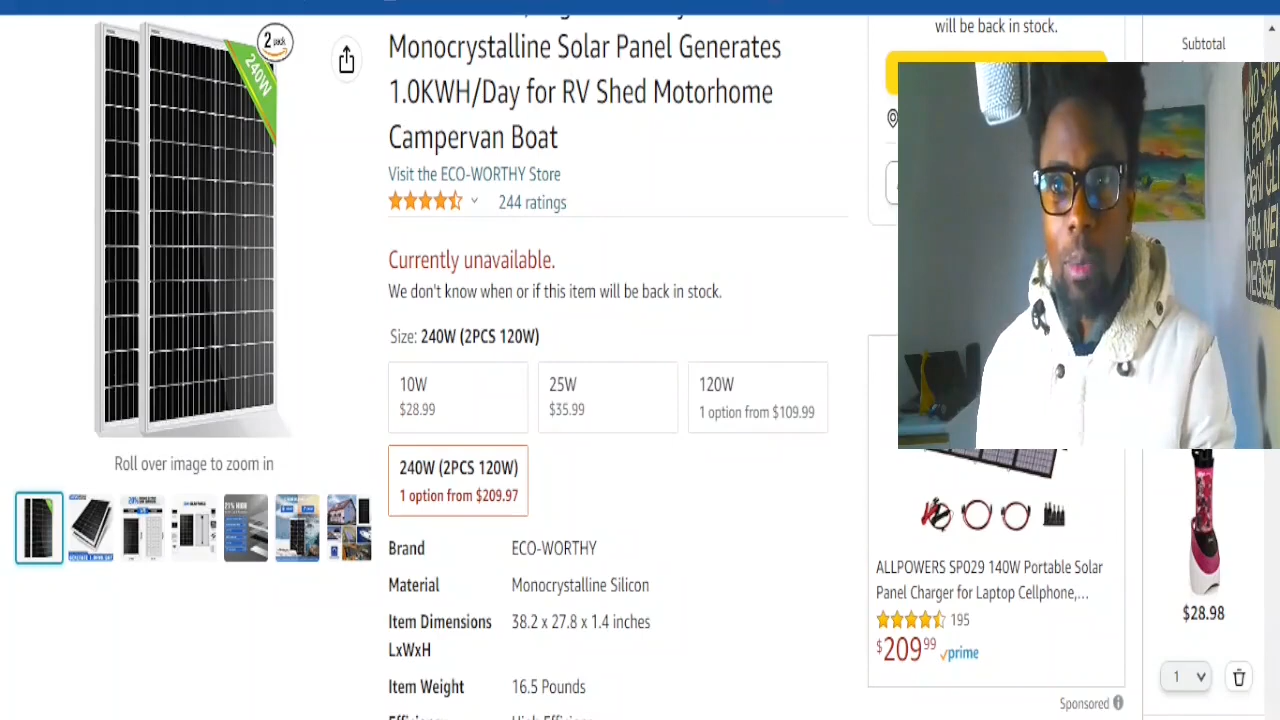 2 pack
240W
Monocrystalline Solar Panel Generates
1.0KWH/Day for RV Shed Motorhome
Campervan Boat
Visit the ECO-WORTHY Store
244 ratings
Currently unavailable.
We don't know when or if this item will be back in stock.
Size: 240W (2PCS 120W)
10W
$28.99
25W
$35.99
120W
1 option from $109.99
240W (2PCS 120W)
1 option from $209.97
Roll over image to zoom in
Brand ECO-WORTHY
Material Monocrystalline Silicon
Item Dimensions 38.2 x 27.8 x 1.4 inches
LxWxH
Item Weight 16.5 Pounds
will be back in stock.
ALLPOWERS SP029 140W Portable Solar
Panel Charger for Laptop Cellphone,...
195
$209 99 prime
Sponsored
Subtotal
$28.98
1